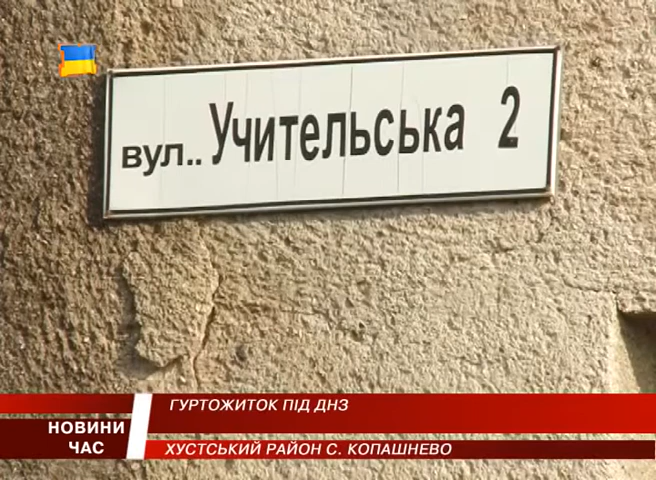 вул.. Учительська 2
ГУРТОЖИТОК ПІД ДНЗ
НОВИНИ
ЧАС
ХУСТСЬКИЙ РАЙОН С. КОПАШНЕВО